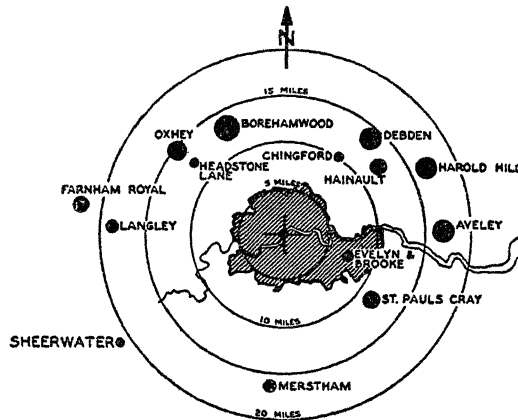 N
15 MILES
BOREHAMWOOD
OXHEY
DEBDEN
CHINGFORD
HEADSTONE
LANE
HAINAULT
HAROLD HILL
5 MILES
FARNHAM ROYAL
LANGLEY
AVELEY
EVELYN &
BROOKE
ST. PAULS CRAY
10 MILES
SHEERWATER
MERSTHAM
20 MILES